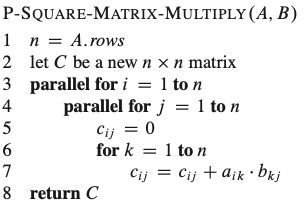 P-SQUARE-MATRIX-MULTIPLY(A, B)
1 n = A.rows
2 let C be a new n × n matrix
3 parallel for i = 1 to n
4 parallel for j = 1 to n
5 c_{ij} = 0
6 for k = 1 to n
7 c_{ij} = c_{ij} + a_{ik} · b_{kj}
8 return C